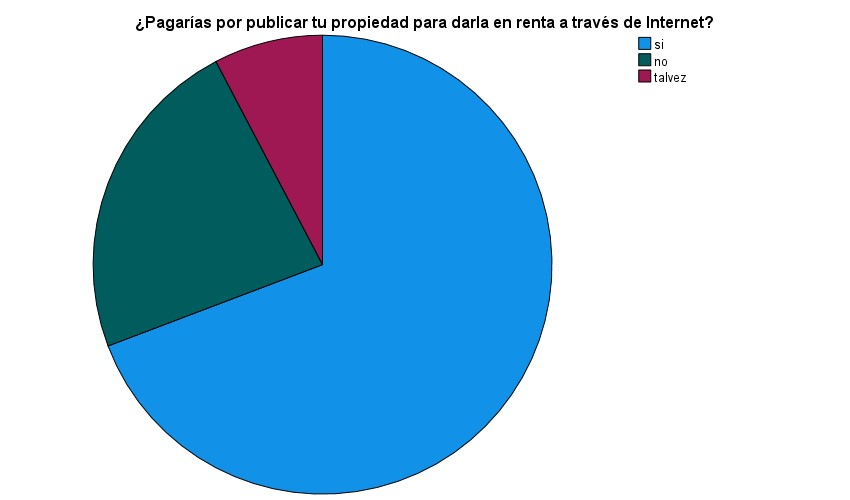 ¿Pagarías por publicar tu propiedad para darla en renta a través de Internet?
si
no
talvez